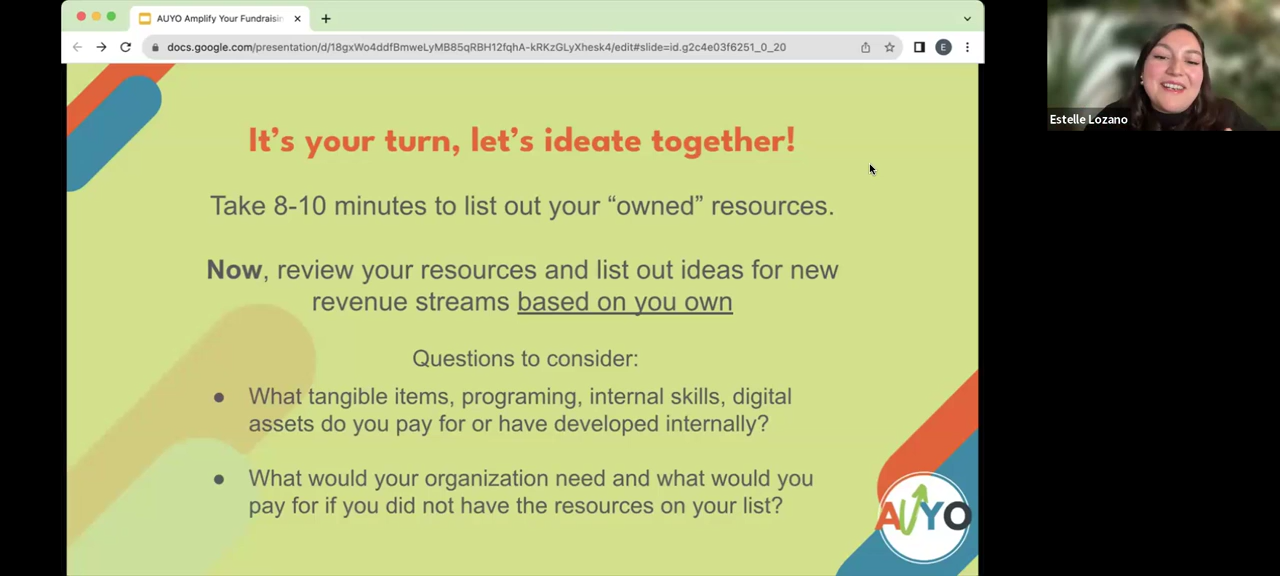 AUYO Amplify Your Fundraisin
docs.google.com/presentation/d/18gxWo4ddfBmweLyMB85qRBH12fqhA-kRKzGLyXhesk4/edit#slide=id.g2c4e03f6251_0_20
E
Estelle Lozano
It's your turn, let's ideate together!
Take 8-10 minutes to list out your “owned” resources.
Now, review your resources and list out ideas for new
revenue streams based on you own
Questions to consider:
● What tangible items, programing, internal skills, digital
assets do you pay for or have developed internally?
● What would your organization need and what would you
pay for if you did not have the resources on your list?
AUYO